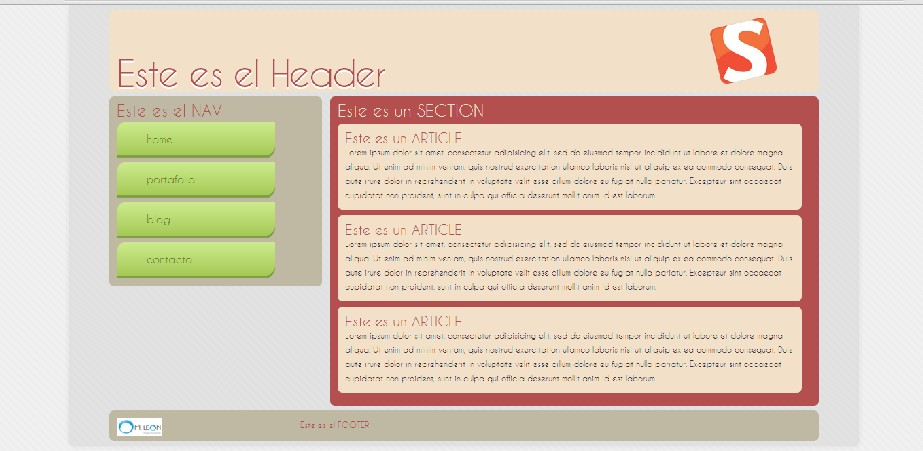 Este es el Header
Este es el NAV
home
portafolio
blog
contacto
Este es un SECTION
Este es un ARTICLE
Lorem ipsum dolor sit amet, consectetur adipisicing elit, sed do eiusmod tempor incididunt ut labore et dolore magna
aliqua. Ut enim ad minim veniam, quis nostrud exercitation ullamco laboris nisi ut aliquip ex ea commodo consequat. Duis
aute irure dolor in reprehenderit in voluptate velit esse cillum dolore eu fugiat nulla pariatur. Excepteur sint occaecat
cupidatat non proident, sunt in culpa qui officia deserunt mollit anim id est laborum.
Este es un ARTICLE
Lorem ipsum dolor sit amet, consectetur adipisicing elit, sed do eiusmod tempor incididunt ut labore et dolore magna
aliqua. Ut enim ad minim veniam, quis nostrud exercitation ullamco laboris nisi ut aliquip ex ea commodo consequat. Duis
aute irure dolor in reprehenderit in voluptate velit esse cillum dolore eu fugiat nulla pariatur. Excepteur sint occaecat
cupidatat non proident, sunt in culpa qui officia deserunt mollit anim id est laborum.
Este es un ARTICLE
Lorem ipsum dolor sit amet, consectetur adipisicing elit, sed do eiusmod tempor incididunt ut labore et dolore magna
aliqua. Ut enim ad minim veniam, quis nostrud exercitation ullamco laboris nisi ut aliquip ex ea commodo consequat. Duis
aute irure dolor in reprehenderit in voluptate velit esse cillum dolore eu fugiat nulla pariatur. Excepteur sint occaecat
cupidatat non proident, sunt in culpa qui officia deserunt mollit anim id est laborum.
Este es el FOOTER